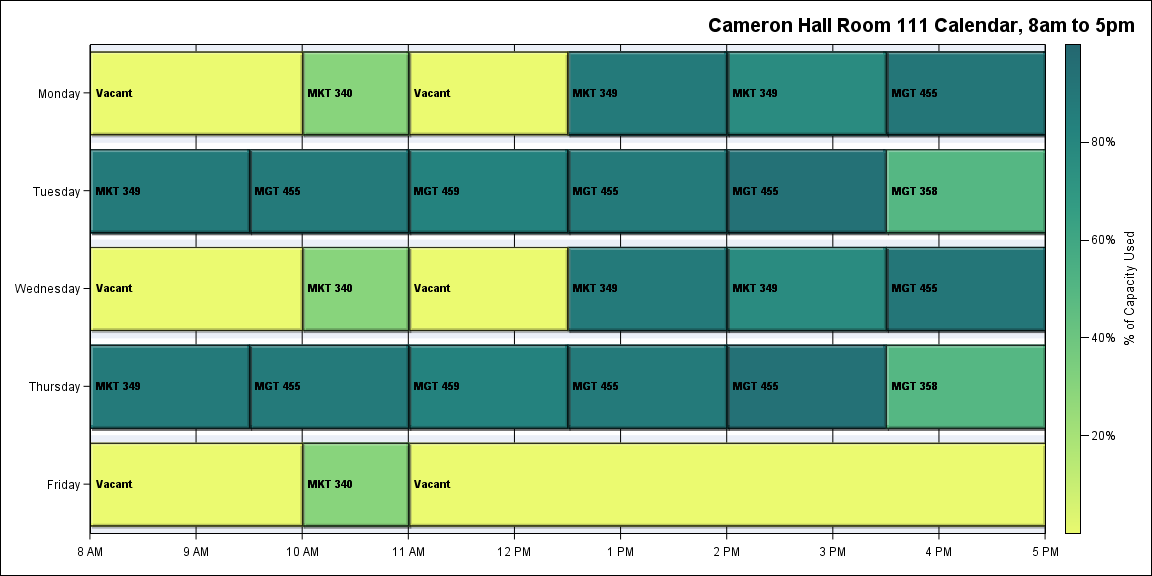 Cameron Hall Room 111 Calendar, 8am to 5pm
Monday
Vacant
MKT 340
Vacant
MKT 349
MKT 349
MGT 455
Tuesday
MKT 349
MGT 455
MGT 459
MGT 455
MGT 455
MGT 358
Wednesday
Vacant
MKT 340
Vacant
MKT 349
MKT 349
MGT 455
Thursday
MKT 349
MGT 455
MGT 459
MGT 455
MGT 455
MGT 358
Friday
Vacant
MKT 340
Vacant
8 AM
9 AM
10 AM
11 AM
12 PM
1 PM
2 PM
3 PM
4 PM
5 PM
80%
60%
40%
20%
% of Capacity Used